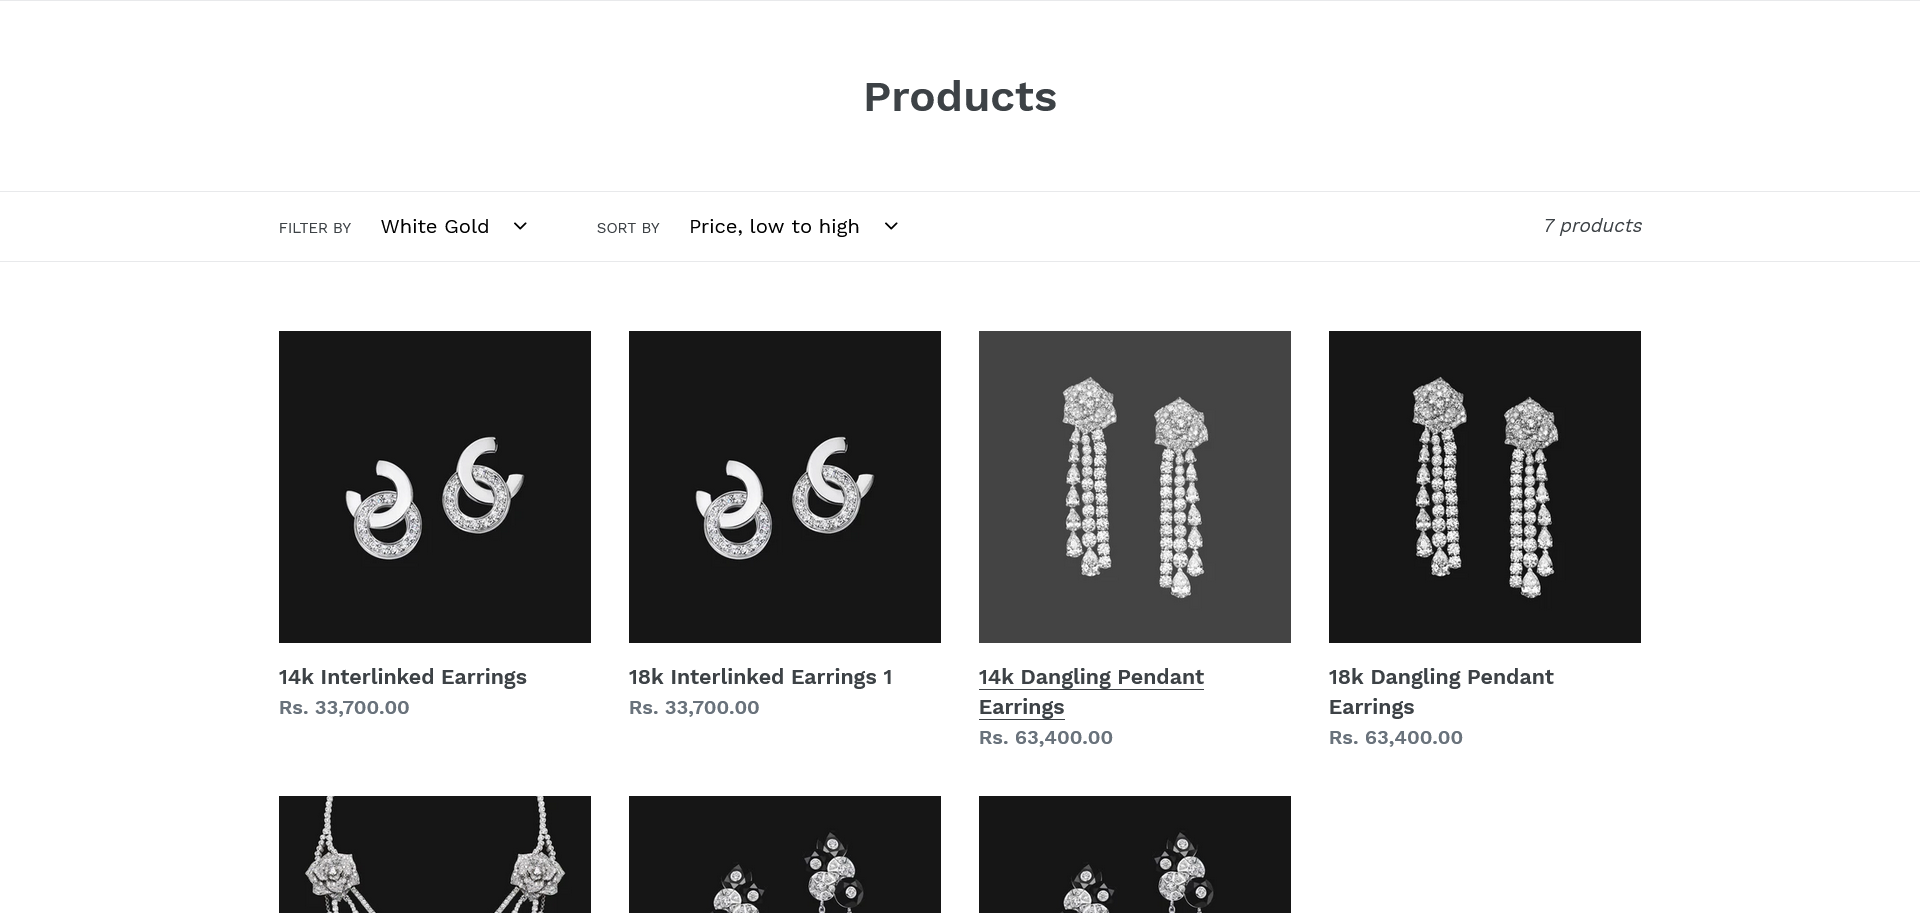 Products
FILTER BY White Gold SORT BY Price, low to high 7 products
14k Interlinked Earrings
Rs. 33,700.00
18k Interlinked Earrings 1
Rs. 33,700.00
14k Dangling Pendant
Earrings
Rs. 63,400.00
18k Dangling Pendant
Earrings
Rs. 63,400.00